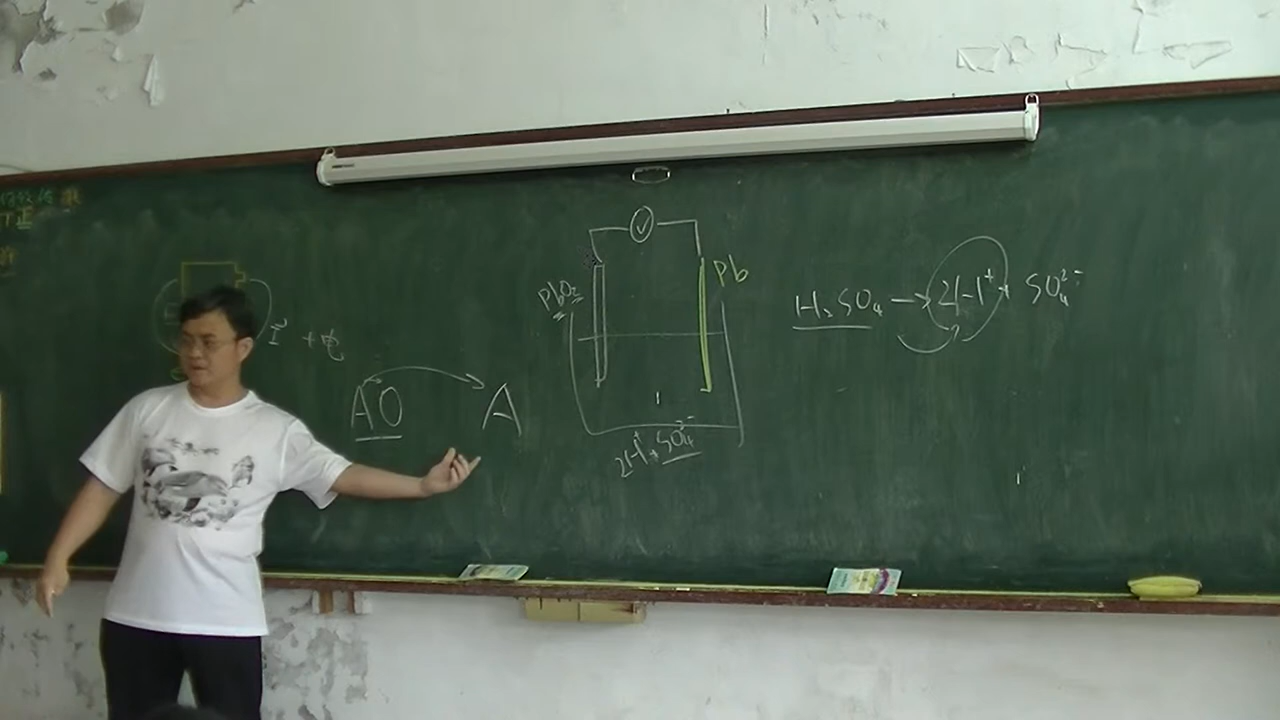 PbO₂
Pb
H₂SO₄ → 2H⁺ + SO₄²⁻
I⁻ + 电
AO
A
2H⁺ + SO₄²⁻